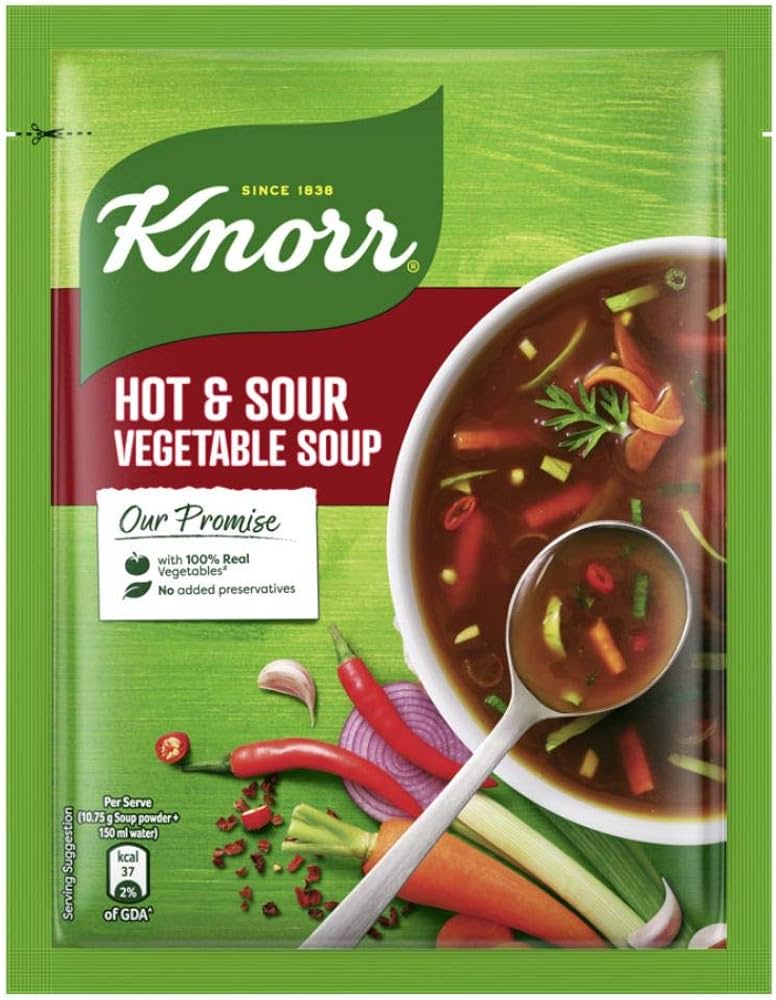 SINCE 1838
Knorr®
HOT & SOUR
VEGETABLE SOUP
Our Promise
with 100% Real
Vegetables#
No added preservatives
Per Serve
(10.75 g Soup powder +
150 ml water)
kcal
37
2%
of GDA^
Serving Suggestion